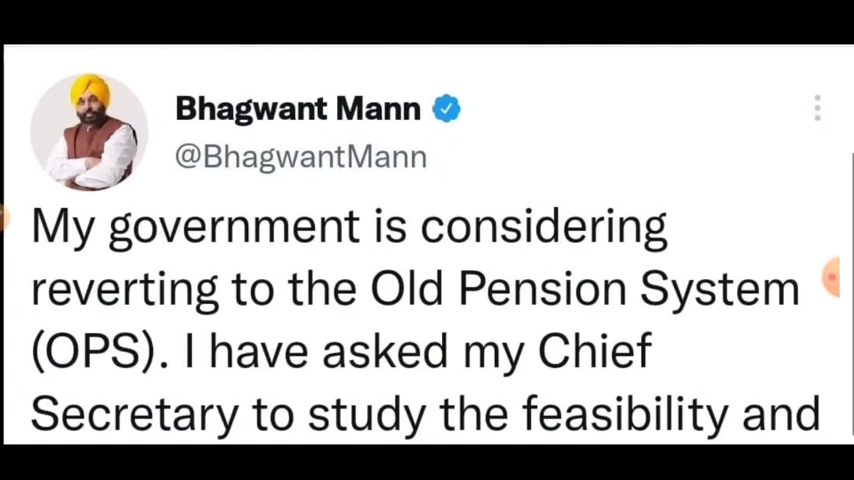 Bhagwant Mann
@BhagwantMann
My government is considering
reverting to the Old Pension System
(OPS). I have asked my Chief
Secretary to study the feasibility and